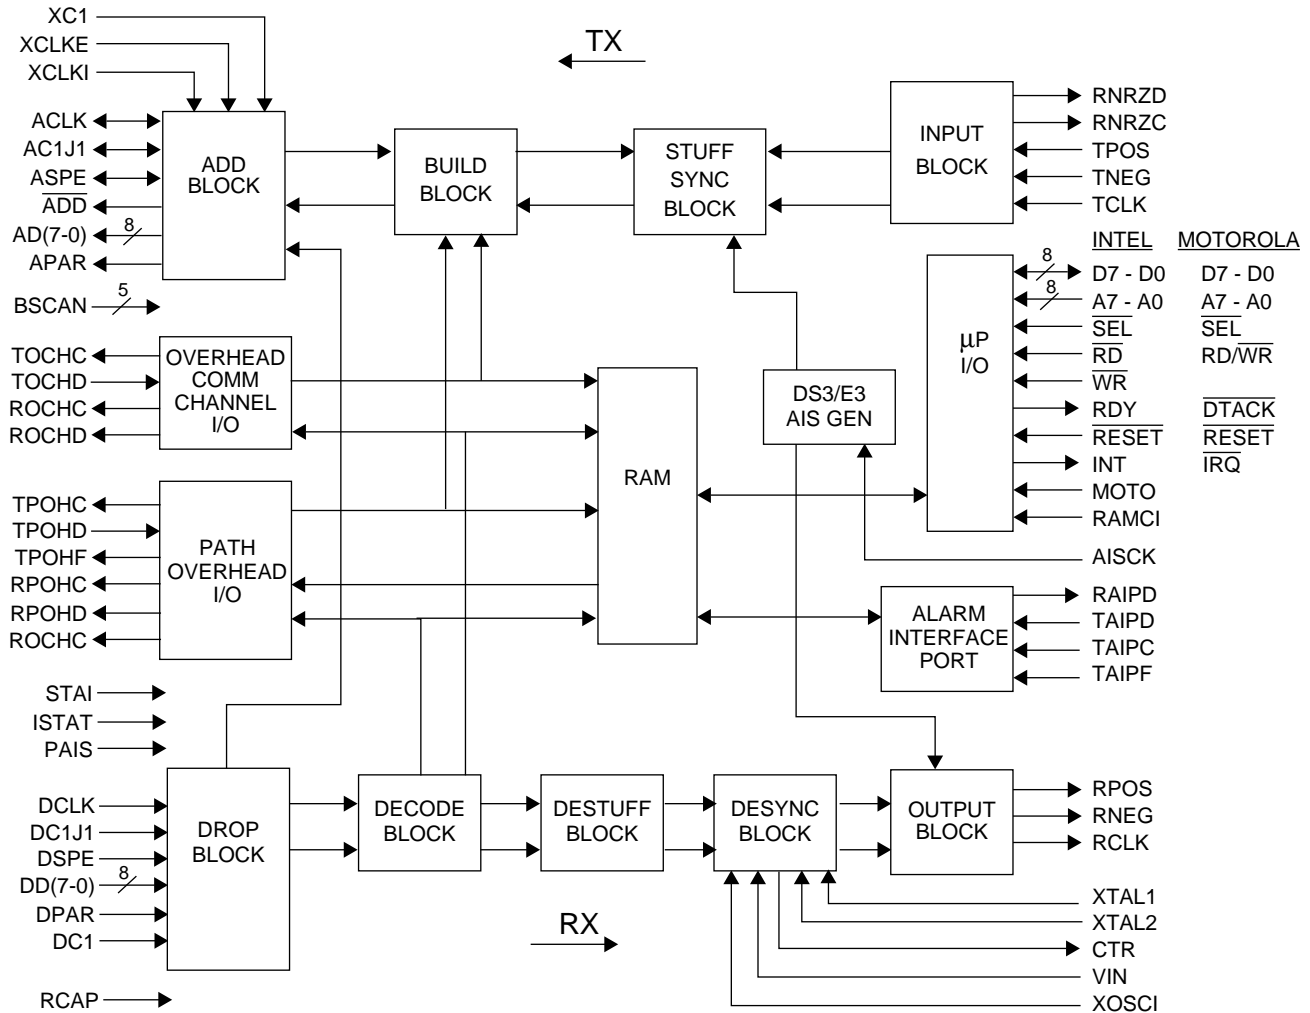 XC1
XCLKE
XCLKI
TX
ACLK
AC1J1
ASPE
ADD
AD(7-0)
8
APAR
BSCAN
5
ADD
BLOCK
BUILD
BLOCK
STUFF
SYNC
BLOCK
INPUT
BLOCK
RNRZD
RNRZC
TPOS
TNEG
TCLK
INTEL MOTOROLA
8
D7 - D0 D7 - D0
8
A7 - A0 A7 - A0
SEL SEL
RD RD/WR
WR
RDY DTACK
RESET RESET
INT IRQ
MOTO
RAMCI
µP
I/O
TOCHC
TOCHD
ROCHC
ROCHD
OVERHEAD
COMM
CHANNEL
I/O
DS3/E3
AIS GEN
RAM
TPOHC
TPOHD
TPOHF
RPOHC
RPOHD
ROCHC
PATH
OVERHEAD
I/O
AISCK
ALARM
INTERFACE
PORT
RAIPD
TAIPD
TAIPC
TAIPF
STAI
ISTAT
PAIS
DCLK
DC1J1
DSPE
DD(7-0)
8
DPAR
DC1
RCAP
DROP
BLOCK
DECODE
BLOCK
DESTUFF
BLOCK
DESYNC
BLOCK
OUTPUT
BLOCK
RPOS
RNEG
RCLK
RX
XTAL1
XTAL2
CTR
VIN
XOSCI